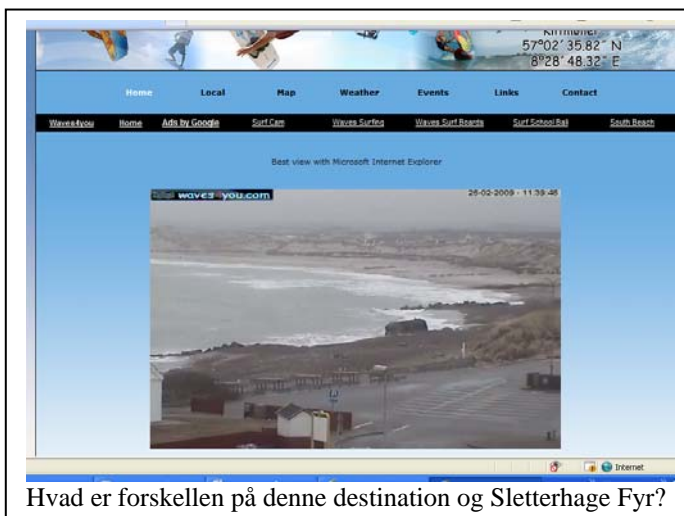 57°02' 35.82" N
8°28' 48.32" E
Home Local Map Weather Events Links Contact
Waves4you Home Ads by Google Surf Cam Waves Surfing Waves Surf Boards Surf School Bali South Beach
Best view with Microsoft Internet Explorer
waves4you.com 26-02-2009 - 11:39:46
Internet
Hvad er forskellen på denne destination og Sletterhage Fyr?